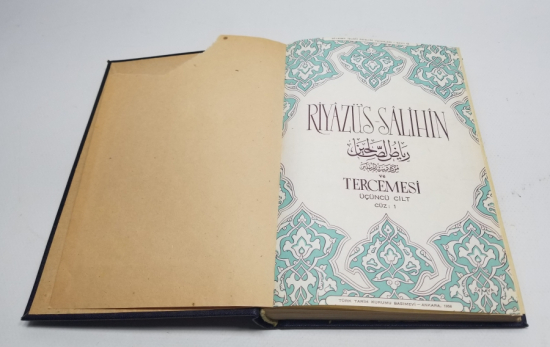 RİYÂZÜS-SÂLİHÎN
رياض الصالحين
ve
TERCEMESİ
ÜÇÜNCÜ CİLT
CÜZ: 1
TÜRK TARİH KURUMU BASIMEVİ — ANKARA,